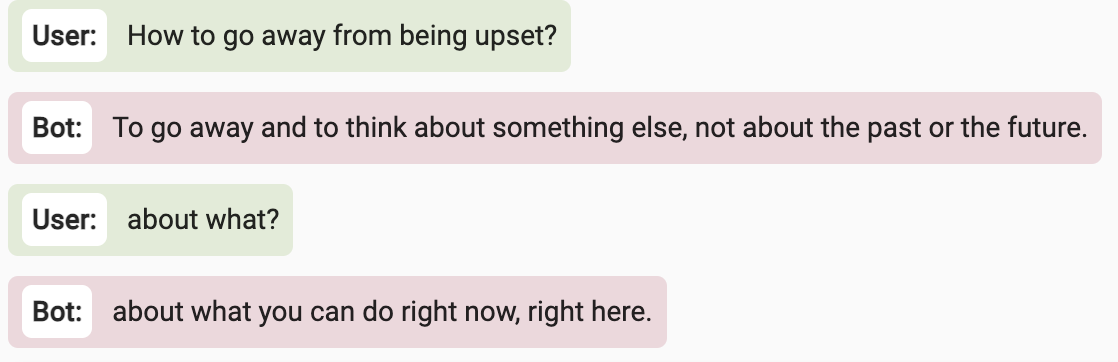 User: How to go away from being upset?
Bot: To go away and to think about something else, not about the past or the future.
User: about what?
Bot: about what you can do right now, right here.